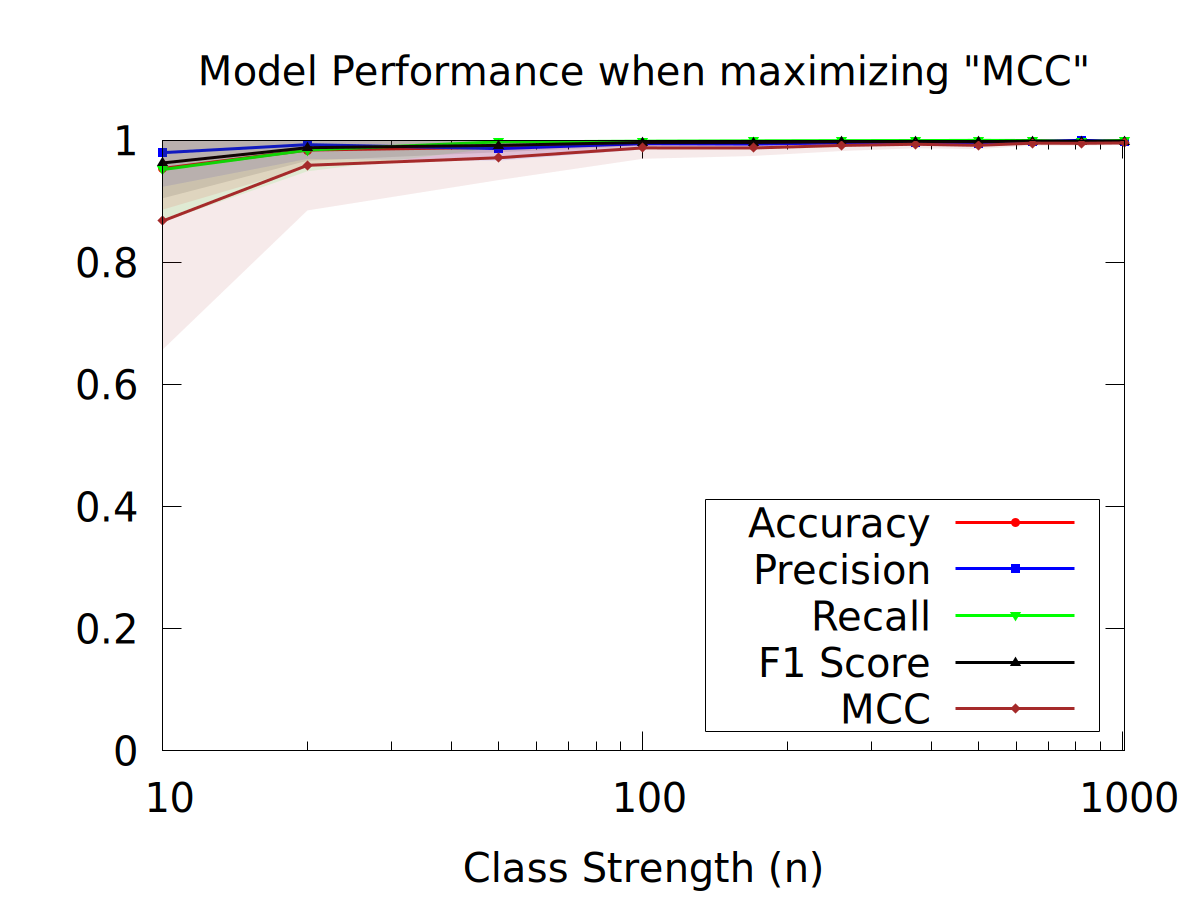 Model Performance when maximizing "MCC"
1
0.8
0.6
0.4
0.2
0
Accuracy
Precision
Recall
F1 Score
MCC
10 100 1000
Class Strength (n)